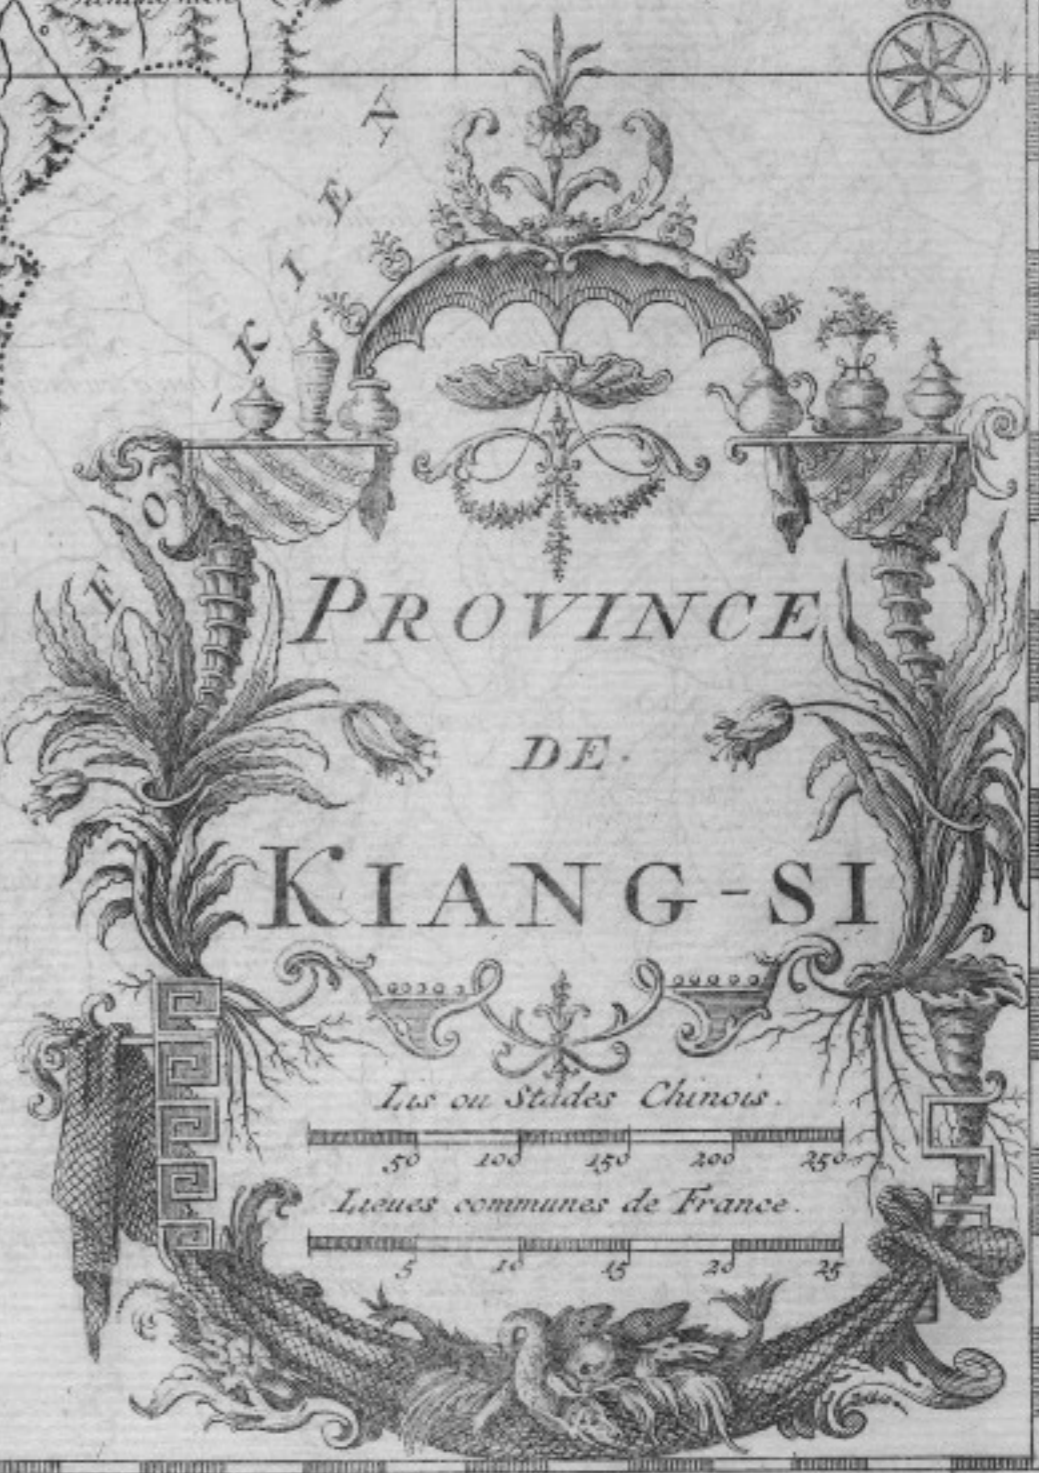 FO-KIEN
PROVINCE
DE
KIANG-SI
Lis ou Stades Chinois.
50 100 150 200 250
Lieues communes de France.
5 10 15 20 25